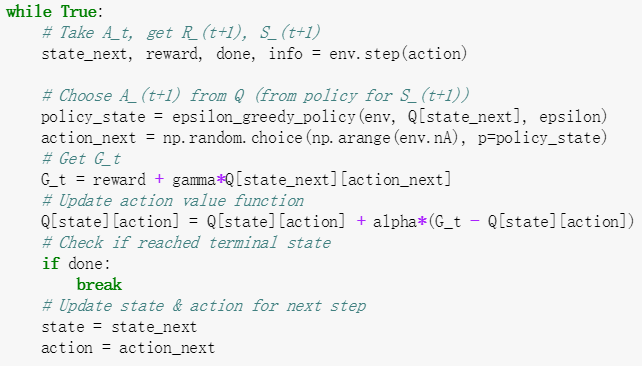 while True:
    # Take A_t, get R_(t+1), S_(t+1)
    state_next, reward, done, info = env.step(action)

    # Choose A_(t+1) from Q (from policy for S_(t+1))
    policy_state = epsilon_greedy_policy(env, Q[state_next], epsilon)
    action_next = np.random.choice(np.arange(env.nA), p=policy_state)
    # Get G_t
    G_t = reward + gamma*Q[state_next][action_next]
    # Update action value function
    Q[state][action] = Q[state][action] + alpha*(G_t - Q[state][action])
    # Check if reached terminal state
    if done:
        break
    # Update state & action for next step
    state = state_next
    action = action_next